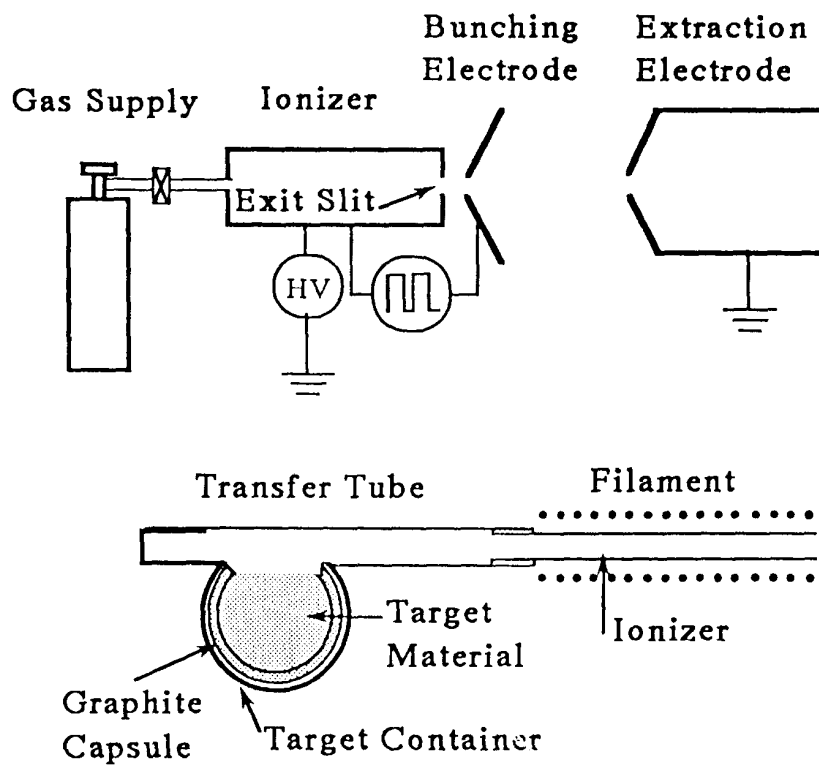 Bunching
Electrode
Extraction
Electrode
Gas Supply
Ionizer
Exit Slit
HV
Transfer Tube
Filament
Target
Material
Ionizer
Graphite
Capsule
Target Container